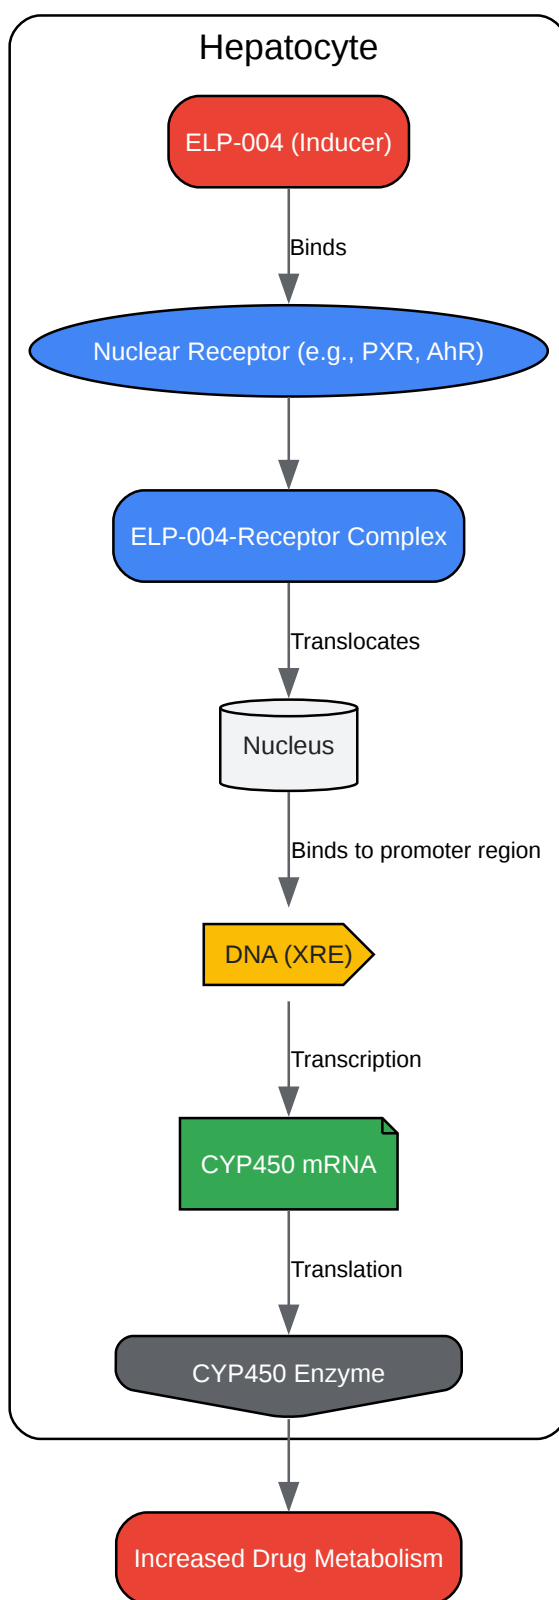 Hepatocyte
ELP-004 (Inducer)
Binds
Nuclear Receptor (e.g., PXR, AhR)
ELP-004-Receptor Complex
Translocates
Nucleus
Binds to promoter region
DNA (XRE)
Transcription
CYP450 mRNA
Translation
CYP450 Enzyme
Increased Drug Metabolism